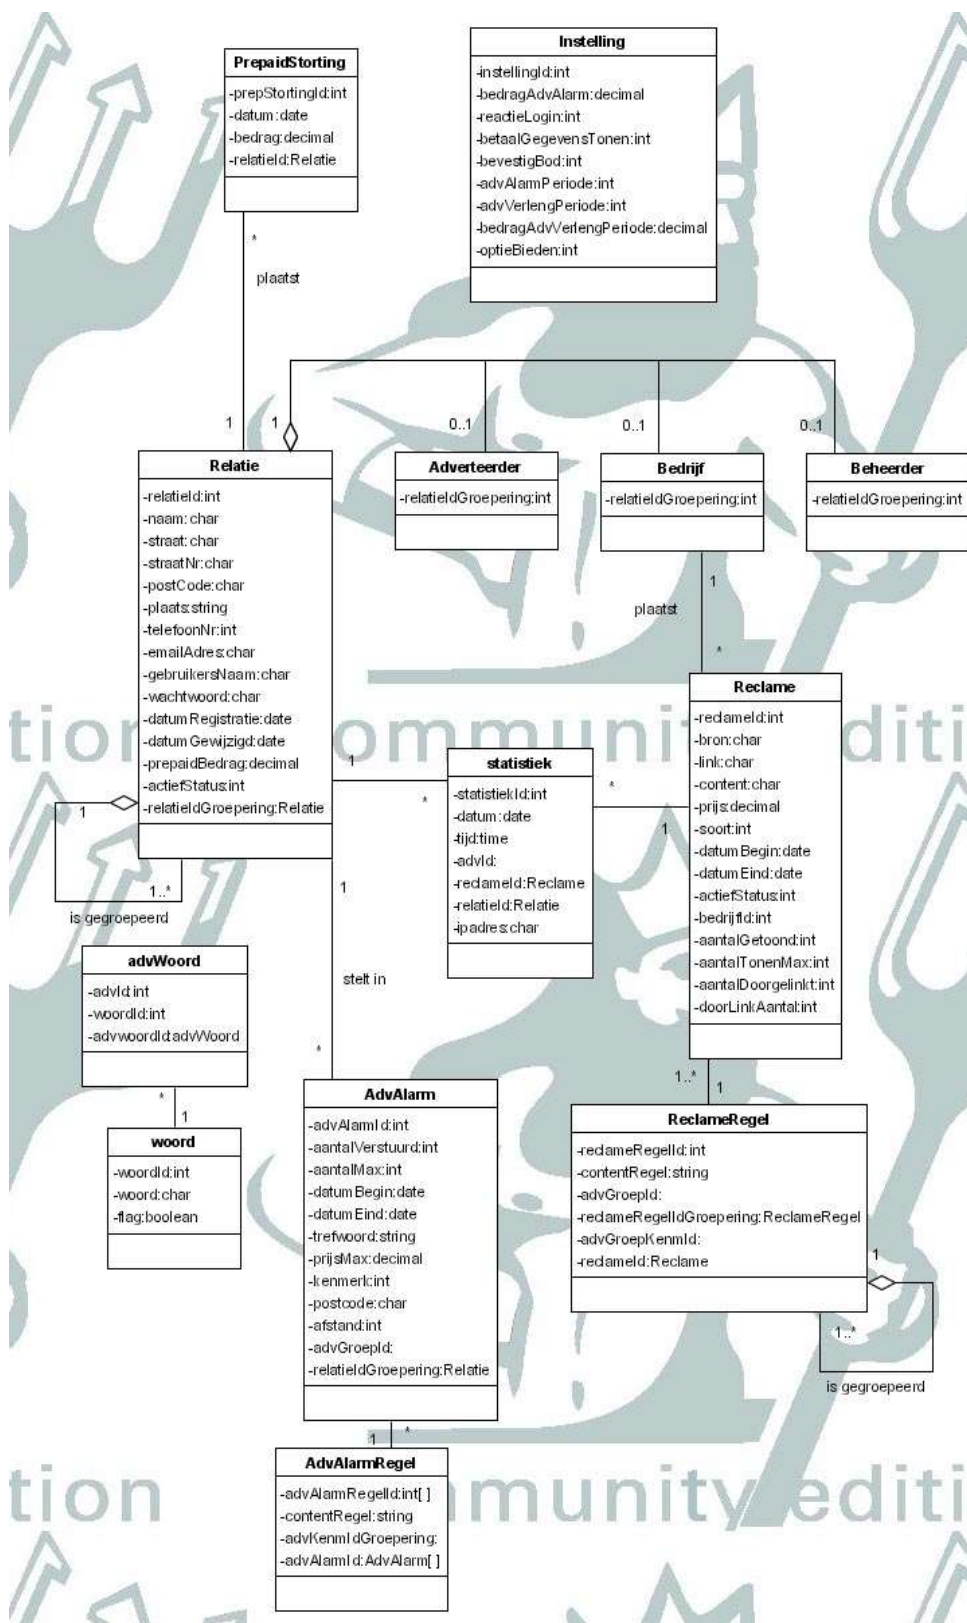 PrepaidStorting
-prepStortingId:int
-datum:date
-bedrag:decimal
-relatieId:Relatie
Instelling
-instellingId:int
-bedragAdvAlarm:decimal
-reactieLogin:int
-betaalGegevensTonen:int
-bevestigBod:int
-advAlarmPeriode:int
-advVerlengPeriode:int
-bedragAdvVerlengPeriode:decimal
-optieBieden:int
*
plaatst
1
1
0..1
0..1
0..1
Relatie
-relatieId:int
-naam:char
-straat:char
-straatNr:char
-postCode:char
-plaats:string
-telefoonNr:int
-emailAdres:char
-gebruikersNaam:char
-wachtwoord:char
-datumRegistratie:date
-datumGewijzigd:date
-prepaidBedrag:decimal
-actiefStatus:int
-relatieIdGroepering:Relatie
Adverteerder
-relatieIdGroepering:int
Bedrijf
-relatieIdGroepering:int
Beheerder
-relatieIdGroepering:int
1
plaatst
*
Reclame
-reclameId:int
-bron:char
-link:char
-content:char
-prijs:decimal
-soort:int
-datumBegin:date
-datumEind:date
-actiefStatus:int
-bedrijfId:int
-aantalGetoond:int
-aantalTonenMax:int
-aantalDoorgelinkt:int
-doorLinkAantal:int
1
*
statistiek
-statistiekId:int
-datum:date
-tijd:time
-advId:
-reclameId:Reclame
-relatieId:Relatie
-ipadres:char
*
1
1
1..*
is gegroepeerd
1
stelt in
*
advWoord
-advId:int
-woordId:int
-advwoordId:advWoord
*
1
woord
-woordId:int
-woord:char
-flag:boolean
AdvAlarm
-advAlarmId:int
-aantalVerstuurd:int
-aantalMax:int
-datumBegin:date
-datumEind:date
-trefwoord:string
-prijsMax:decimal
-kenmerk:int
-postcode:char
-afstand:int
-advGroepId:
-relatieIdGroepering:Relatie
1..*
1
ReclameRegel
-reclameRegelId:int
-contentRegel:string
-advGroepId:
-reclameRegelIdGroepering:ReclameRegel
-advGroepKenmId:
-reclameId:Reclame
1
1..*
is gegroepeerd
1
*
AdvAlarmRegel
-advAlarmRegelId:int[ ]
-contentRegel:string
-advKenmIdGroepering:
-advAlarmId:AdvAlarm[ ]
tion community editi
tion community editi